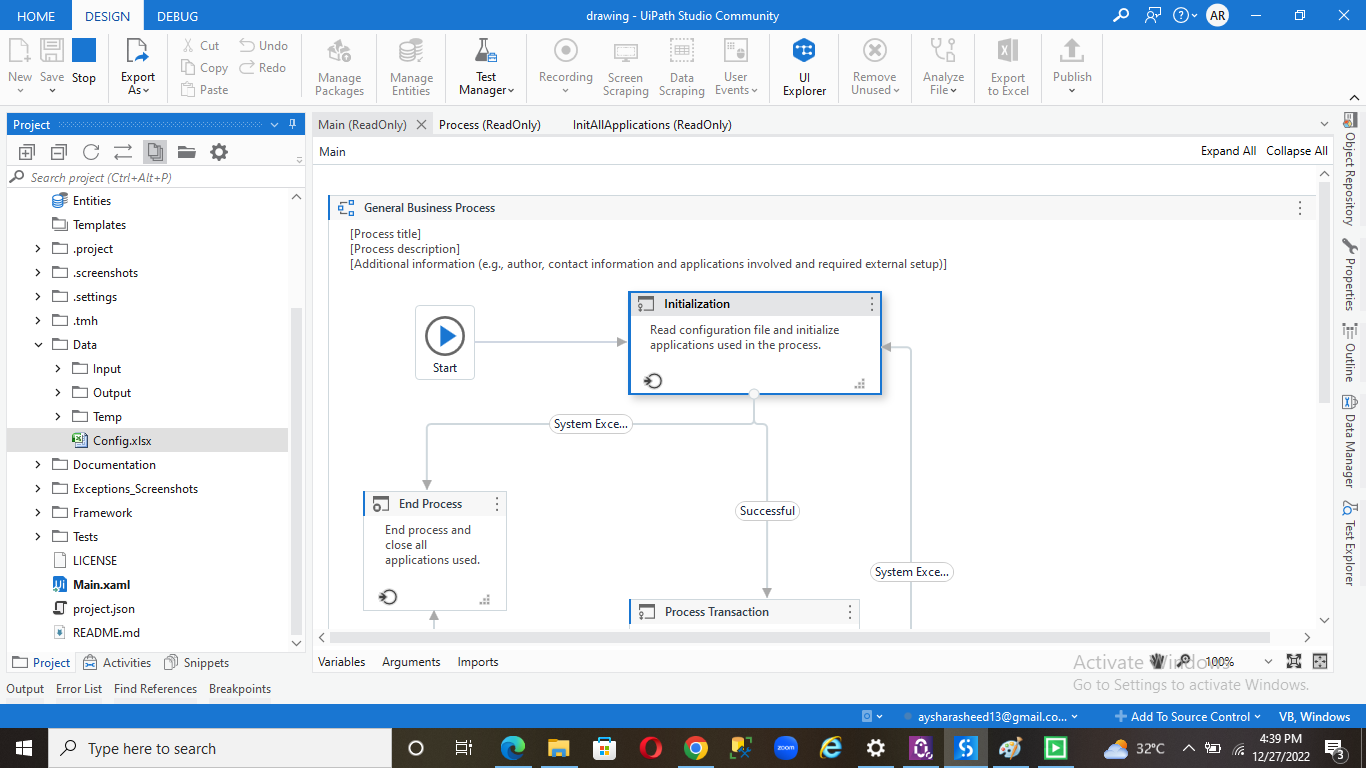 HOME DESIGN DEBUG drawing - UiPath Studio Community AR
New Save Stop Export As Cut Copy Paste Undo Redo Manage Packages Manage Entities Test Manager Recording Screen Scraping Data Scraping User Events UI Explorer Remove Unused Analyze File Export to Excel Publish
Project
Search project (Ctrl+Alt+P)
Entities
Templates
.project
.screenshots
.settings
.tmh
Data
Input
Output
Temp
Config.xlsx
Documentation
Exceptions_Screenshots
Framework
Tests
LICENSE
Main.xaml
project.json
README.md
Project Activities Snippets
Main (ReadOnly) Process (ReadOnly) InitAllApplications (ReadOnly)
Main Expand All Collapse All
General Business Process
[Process title]
[Process description]
[Additional information (e.g., author, contact information and applications involved and required external setup)]
Start
Initialization
Read configuration file and initialize
applications used in the process.
System Exce...
End Process
End process and
close all
applications used.
Successful
System Exce...
Process Transaction
Variables Arguments Imports 100%
Object Repository
Properties
Outline
Data Manager
Test Explorer
Activate Windows
Go to Settings to activate Windows.
Output Error List Find References Breakpoints
aysharasheed13@gmail.co... Add To Source Control VB, Windows
Type here to search zoom 32°C 4:39 PM
12/27/2022 3